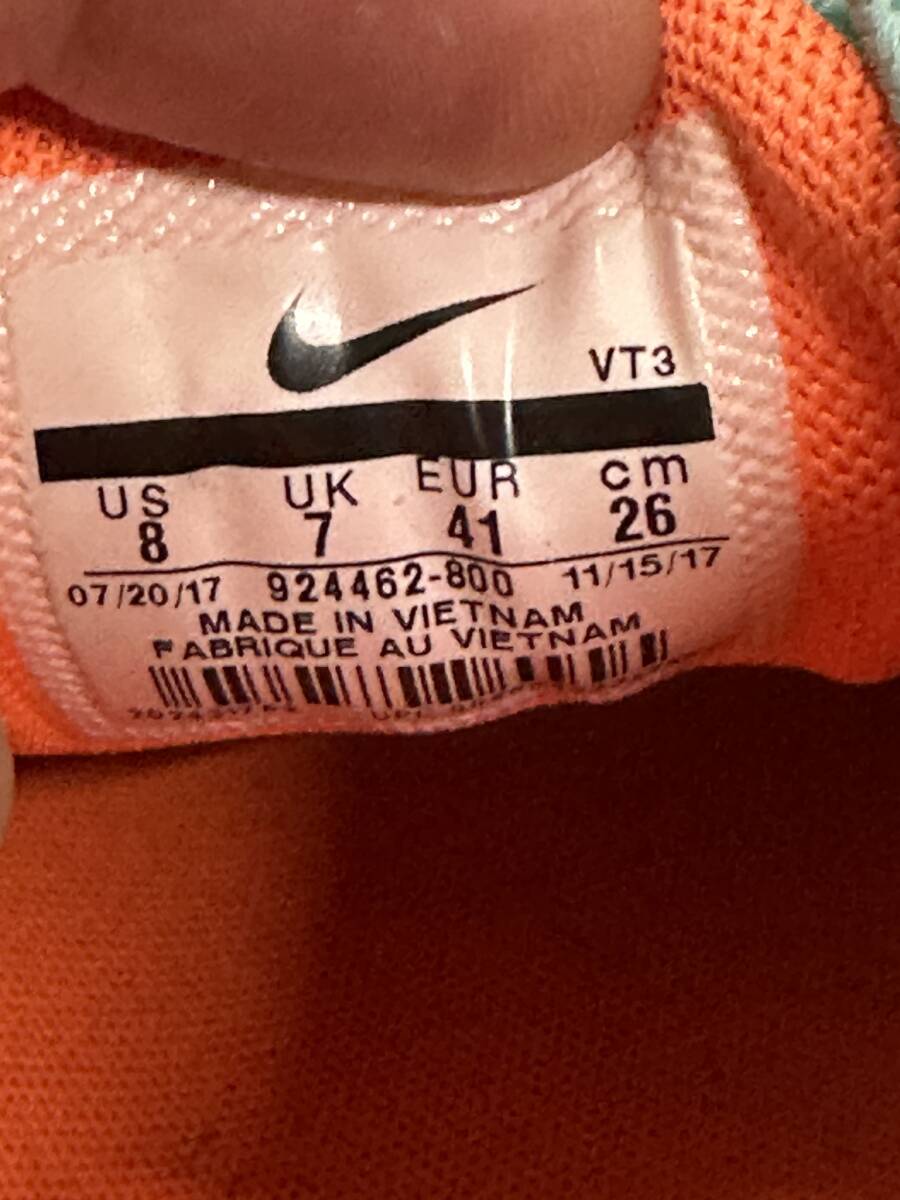 VT3
US UK EUR cm
8 7 41 26
07/20/17 924462-800 11/15/17
MADE IN VIETNAM
FABRIQUE AU VIETNAM